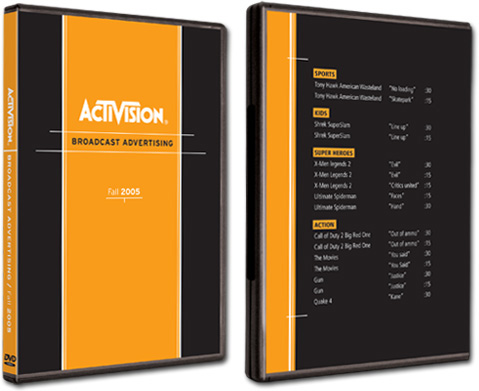 ACTIVISION®
BROADCAST ADVERTISING
Fall 2005
ACTIVISION® BROADCAST ADVERTISING / Fall 2005
DVD
SPORTS
Tony Hawk American Wasteland "No loading" :30
Tony Hawk American Wasteland "Skatepark" :15
KIDS
Shrek SuperSlam "Line up" :30
Shrek SuperSlam "Line up" :15
SUPER HEROES
X-Men legends 2 "Evil" :30
X-Men Legends 2 "Evil" :15
X-Men Legends 2 "Critics united" :15
Ultimate Spiderman "Faces" :15
Ultimate Spiderman "Hand" :30
ACTION
Call of Duty 2 Big Red One "Out of ammo" :30
Call of Duty 2 Big Red One "Out of ammo" :15
The Movies "You said" :30
The Movies "You Said" :15
Gun "Justice" :30
Gun "Justice" :15
Quake 4 "Kane" :30